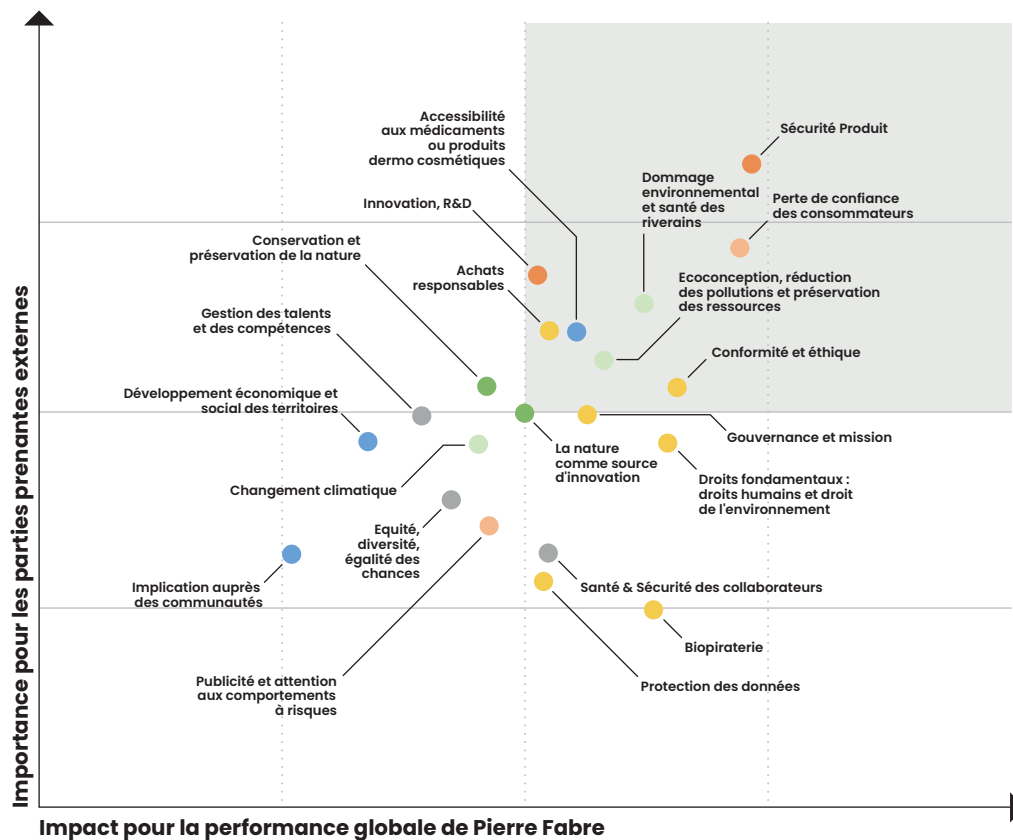 Accessibilité
aux médicaments
ou produits
dermo cosmétiques
Sécurité Produit
Dommage
environnemental
et santé des
riverains
Innovation, R&D
Perte de confiance
des consommateurs
Conservation et
préservation de la nature
Achats
responsables
Ecoconception, réduction
des pollutions et préservation
des ressources
Gestion des talents
et des compétences
Conformité et éthique
Développement économique et
social des territoires
Gouvernance et mission
La nature
comme source
d'innovation
Droits fondamentaux :
droits humains et droit
de l'environnement
Changement climatique
Equité,
diversité,
égalité des
chances
Implication auprès
des communautés
Santé & Sécurité des collaborateurs
Biopiraterie
Publicité et attention
aux comportements
à risques
Protection des données
Importance pour les parties prenantes externes
Impact pour la performance globale de Pierre Fabre